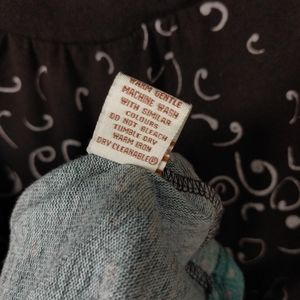 WARM GENTLE
MACHINE WASH
WITH SIMILAR
COLOURS
DO NOT BLEACH
TUMBLE DRY
WARM IRON
DRY CLEANABLE Ⓟ